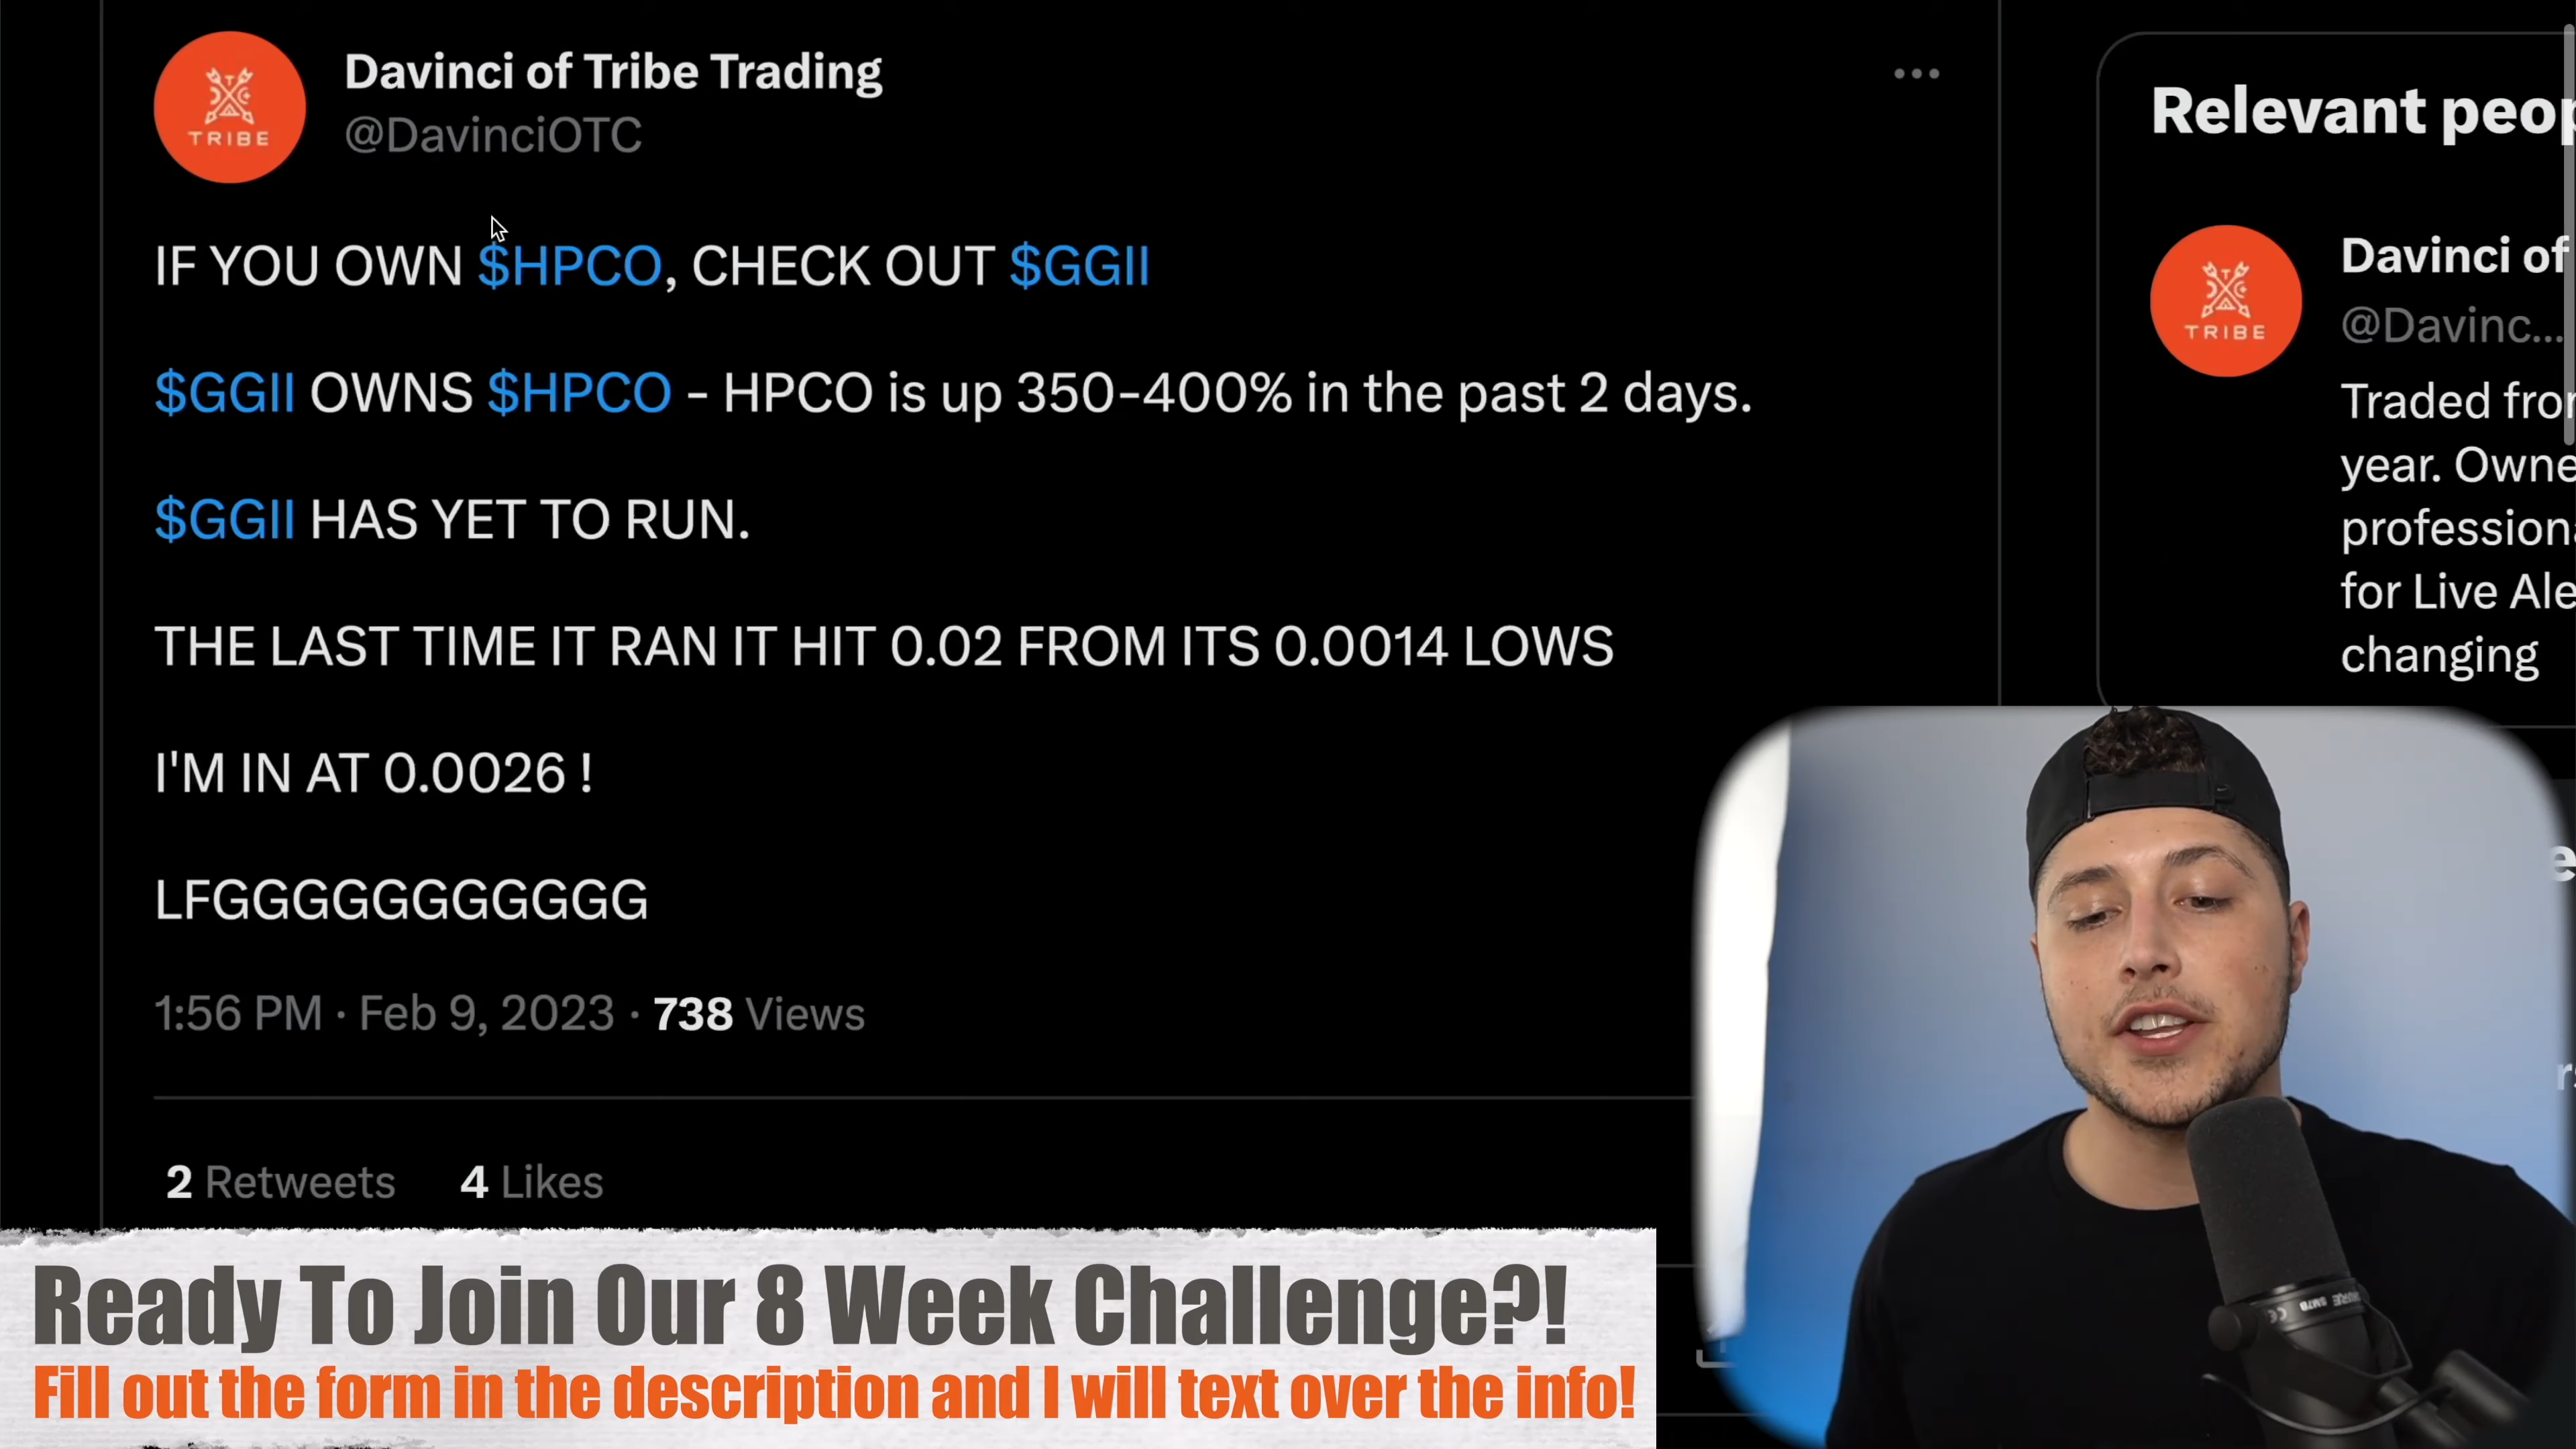 Davinci of Tribe Trading
@DavinciOTC
TRIBE
IF YOU OWN $HPCO, CHECK OUT $GGII
$GGII OWNS $HPCO - HPCO is up 350-400% in the past 2 days.
$GGII HAS YET TO RUN.
THE LAST TIME IT RAN IT HIT 0.02 FROM ITS 0.0014 LOWS
I'M IN AT 0.0026 !
LFGGGGGGGGGGGG
1:56 PM · Feb 9, 2023 · 738 Views
2 Retweets 4 Likes
Relevant peop
Davinci of
@Davinc...
TRIBE
Traded from
year. Owne
profession
for Live Ale
changing
Ready To Join Our 8 Week Challenge?!
Fill out the form in the description and I will text over the info!